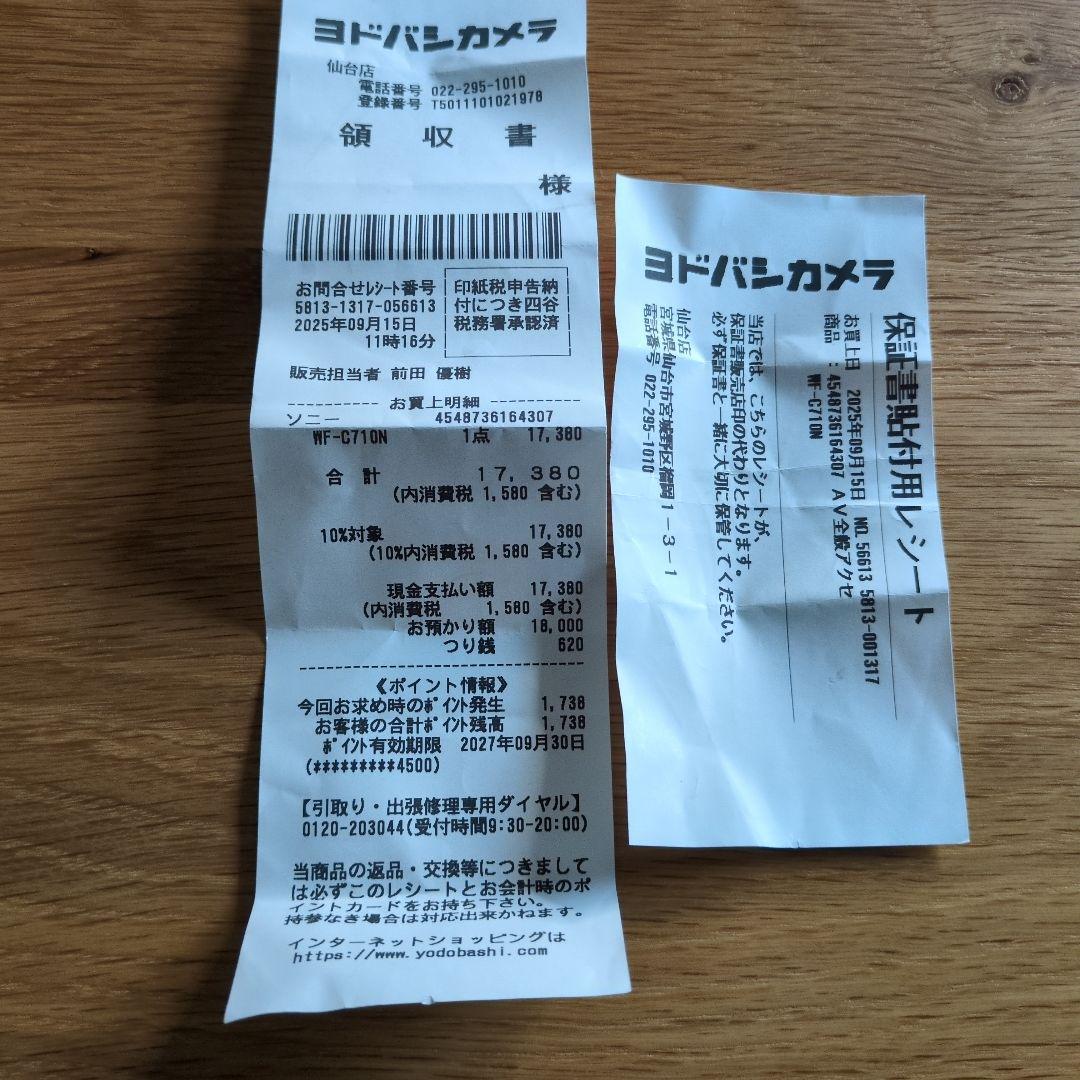 ヨドバシカメラ
仙台店
電話番号 022-295-1010
登録番号 T5011101021978
領 収 書
様
お問合せﾚｼｰﾄ番号
5813-1317-056613
2025年09月15日
11時16分
印紙税申告納
付につき四谷
税務署承認済
販売担当者 前田 優樹
---------- お買上明細 ----------
ソニー 4548736164307
WF-C710N 1点 17,380
合 計 17,380
(内消費税 1,580 含む)
10%対象 17,380
(10%内消費税 1,580 含む)
現金支払い額 17,380
(内消費税 1,580 含む)
お預かり額 18,000
つり銭 620
--------------------------------
《ポイント情報》
今回お求め時のﾎﾟｲﾝﾄ発生 1,738
お客様の合計ﾎﾟｲﾝﾄ残高 1,738
ﾎﾟｲﾝﾄ有効期限 2027年09月30日
(*********4500)
【引取り・出張修理専用ダイヤル】
0120-203044(受付時間9:30-20:00)
当商品の返品・交換等につきまして
は必ずこのレシートとお会計時のポ
イントカードをお持ち下さい。
持参なき場合は対応出来かねます。
インターネットショッピングは
https://www.yodobashi.com
ヨドバシカメラ
保証書貼付用レシート
お買上日 2025年09月15日 NO.56613 5813-001317
商品 :4548736164307 AV全般アクセ
WF-C710N
当店では、こちらのレシートが、
保証書販売店印の代わりとなります。
必ず保証書と一緒に大切に保管してください。
仙台店
宮城県仙台市宮城野区榴岡1-3-1
電話番号 022-295-1010